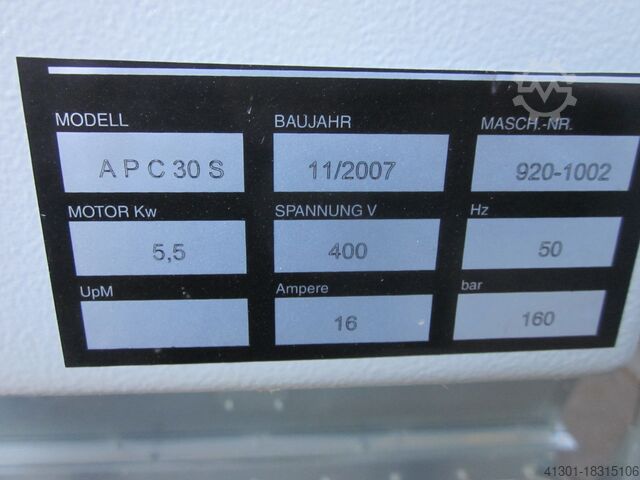 MODELL BAUJAHR MASCH.-NR.
A P C 30 S 11/2007 920-1002
MOTOR Kw SPANNUNG V Hz
5,5 400 50
UpM Ampere bar
16 160
41301-18315106